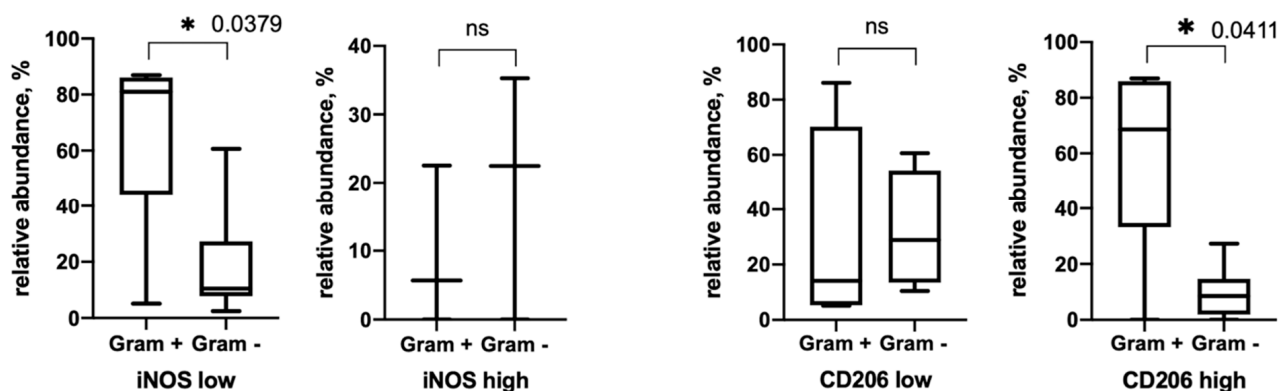 * 0.0379
relative abundance, %
100
80
60
40
20
0
Gram + Gram -
iNOS low
ns
relative abundance, %
40
30
20
10
0
Gram + Gram -
iNOS high
ns
relative abundance, %
100
80
60
40
20
0
Gram + Gram -
CD206 low
* 0.0411
relative abundance, %
100
80
60
40
20
0
Gram + Gram -
CD206 high